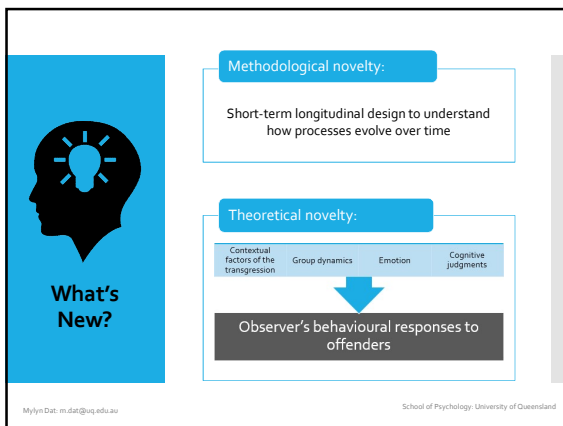 Methodological novelty:
Short-term longitudinal design to understand
how processes evolve over time
Theoretical novelty:
Contextual
factors of the
transgression
Group dynamics
Emotion
Cognitive
judgments
Observer's behavioural responses to
offenders
What's
New?
Mylyn Dat: m.dat@uq.edu.au
School of Psychology: University of Queensland